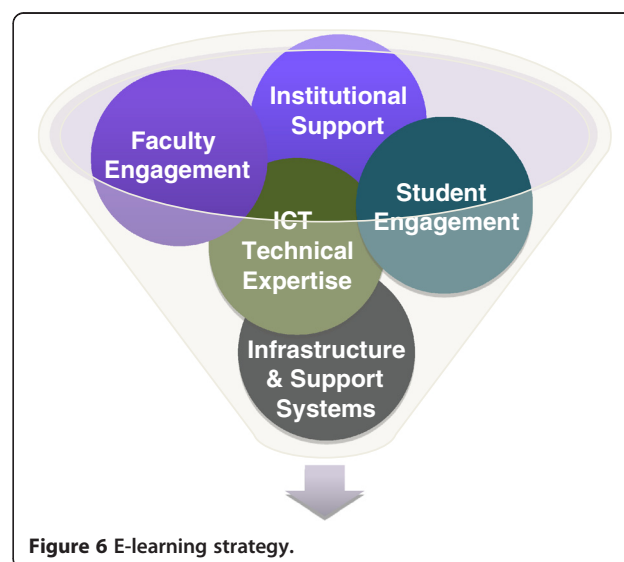 Institutional
Support
Faculty
Engagement
Student
Engagement
ICT
Technical
Expertise
Infrastructure
& Support
Systems
Figure 6 E-learning strategy.